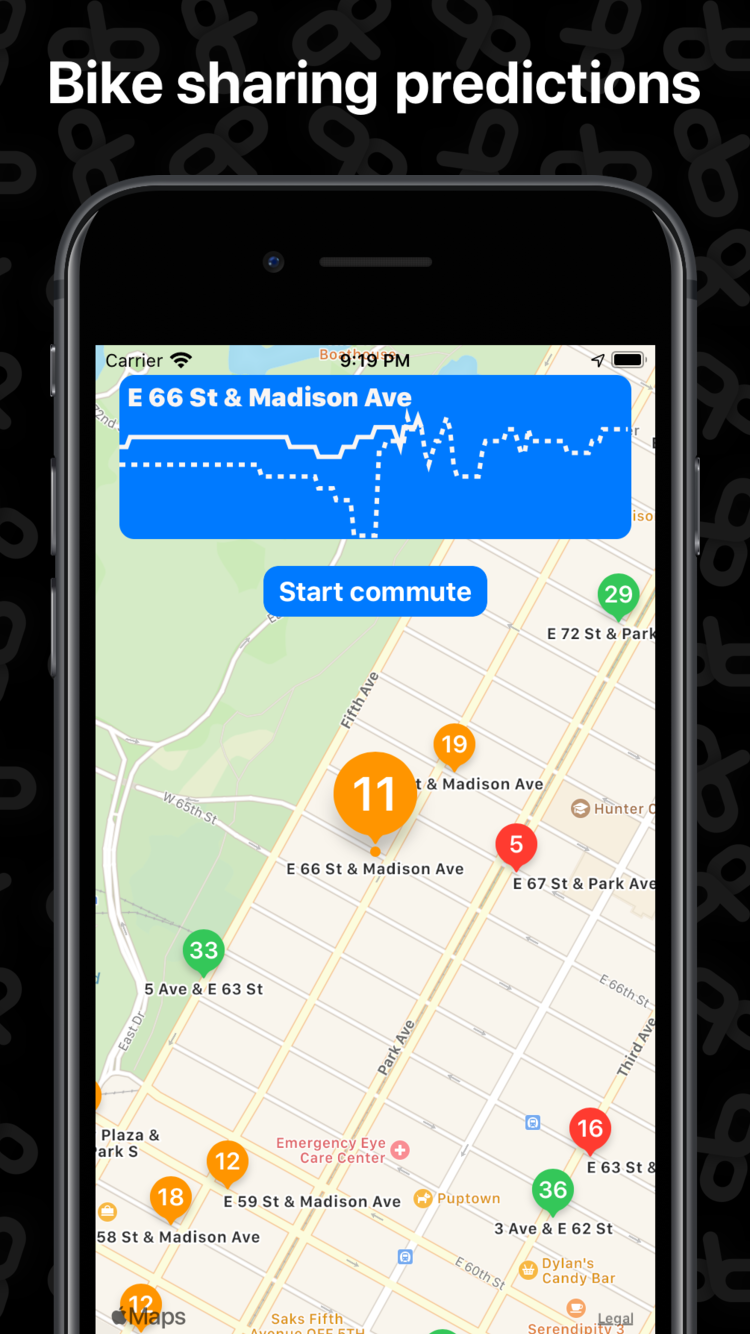 Bike sharing predictions
Carrier
9:19 PM
Boathouse
72nd
E 66 St & Madison Ave
Start commute
29
E 72 St & Park
Fifth Ave
19
t & Madison Ave
11
E 66 St & Madison Ave
W 65th St
Hunter C
5
E 67 St & Park Ave
33
5 Ave & E 63 St
E 66th St
East Dr
Park Ave
Third Ave
Plaza &
Park S
16
E 63 St &
Emergency Eye
Care Center
12
E 59 St & Madison Ave
18
58 St & Madison Ave
36
3 Ave & E 62 St
Puptown
E 60th St
Dylan's
Candy Bar
12
Maps
Saks Fifth
Avenue OFF 5TH
Legal
Serendipity 3